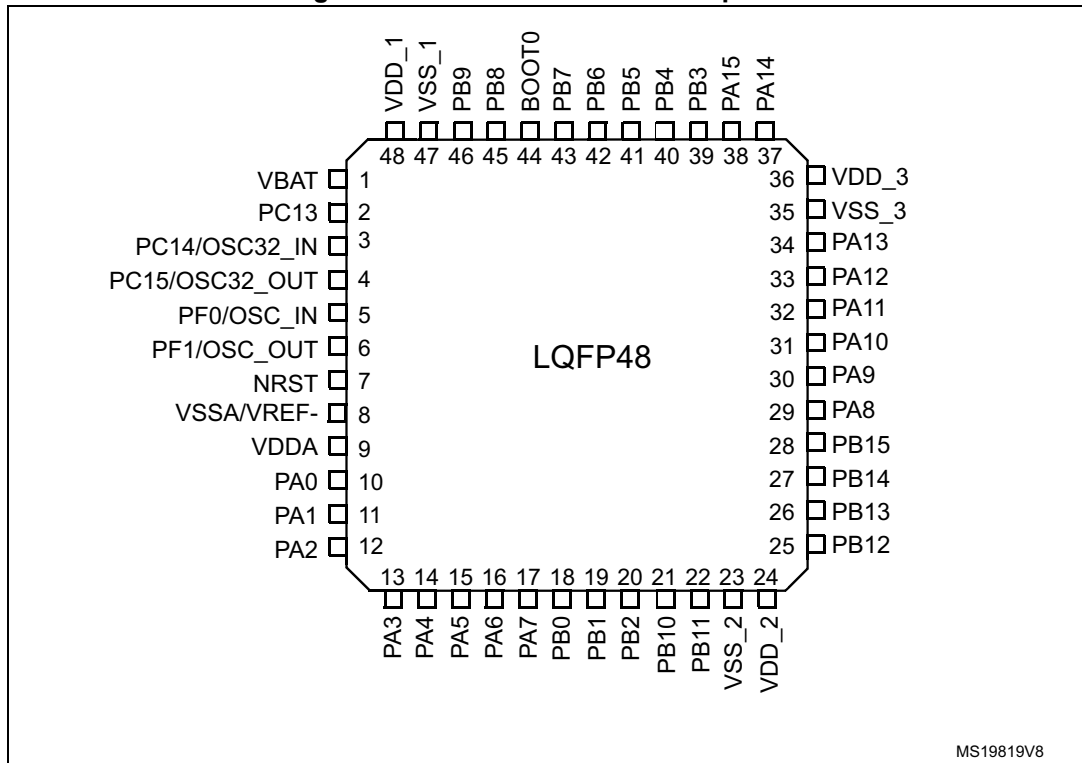 VDD_1
VSS_1
PB9
PB8
BOOT0
PB7
PB6
PB5
PB4
PB3
PA15
PA14
48 47 46 45 44 43 42 41 40 39 38 37
VBAT 1
PC13 2
PC14/OSC32_IN 3
PC15/OSC32_OUT 4
PF0/OSC_IN 5
PF1/OSC_OUT 6
NRST 7
VSSA/VREF- 8
VDDA 9
PA0 10
PA1 11
PA2 12
LQFP48
36 VDD_3
35 VSS_3
34 PA13
33 PA12
32 PA11
31 PA10
30 PA9
29 PA8
28 PB15
27 PB14
26 PB13
25 PB12
13 14 15 16 17 18 19 20 21 22 23 24
PA3
PA4
PA5
PA6
PA7
PB0
PB1
PB2
PB10
PB11
VSS_2
VDD_2
MS19819V8